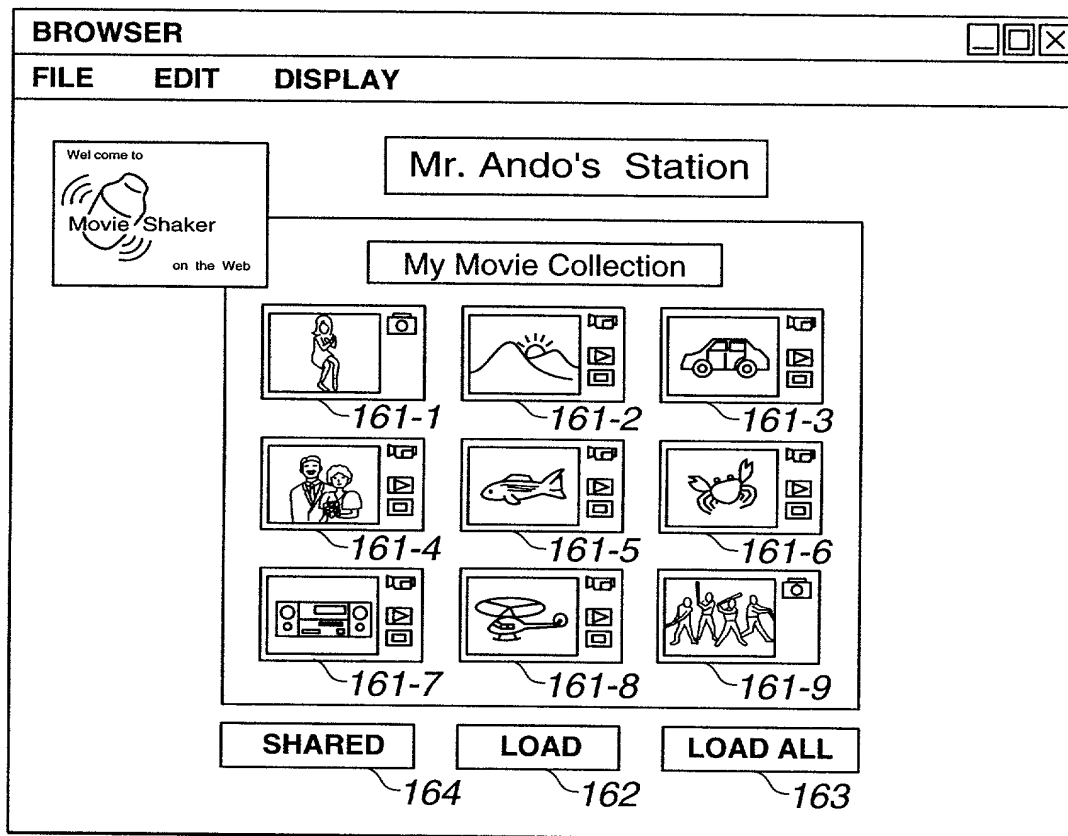 BROWSER
FILE EDIT DISPLAY
Wel come to
Movie Shaker
on the Web
Mr. Ando's Station
My Movie Collection
161-1 161-2 161-3
161-4 161-5 161-6
161-7 161-8 161-9
SHARED LOAD LOAD ALL
164 162 163